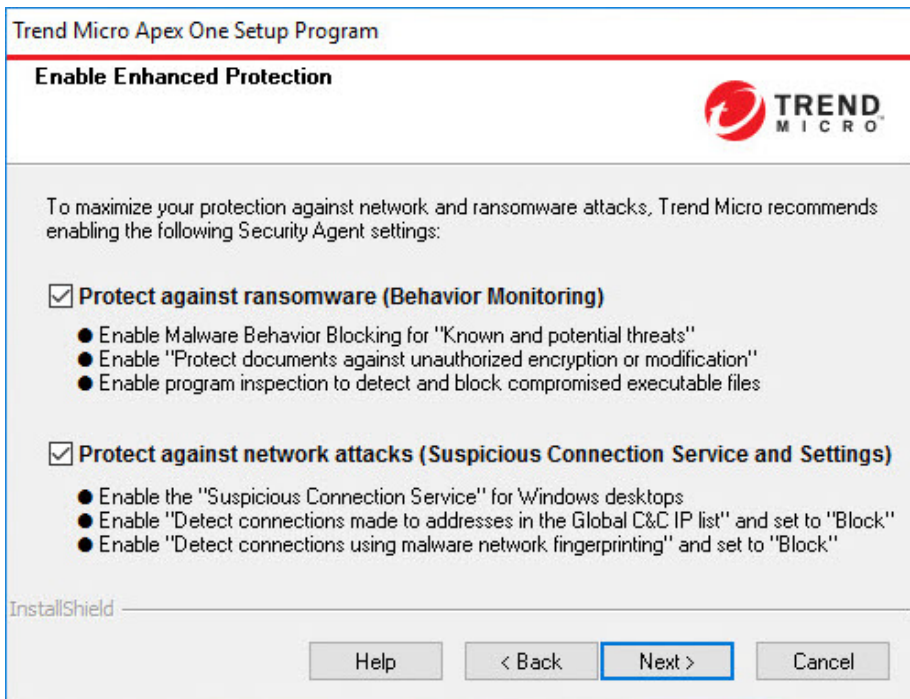 Trend Micro Apex One Setup Program
Enable Enhanced Protection
TREND
MICRO
To maximize your protection against network and ransomware attacks, Trend Micro recommends
enabling the following Security Agent settings:
Protect against ransomware (Behavior Monitoring)
● Enable Malware Behavior Blocking for "Known and potential threats"
● Enable "Protect documents against unauthorized encryption or modification"
● Enable program inspection to detect and block compromised executable files
Protect against network attacks (Suspicious Connection Service and Settings)
● Enable the "Suspicious Connection Service" for Windows desktops
● Enable "Detect connections made to addresses in the Global C&C IP list" and set to "Block"
● Enable "Detect connections using malware network fingerprinting" and set to "Block"
InstallShield
Help
< Back
Next >
Cancel